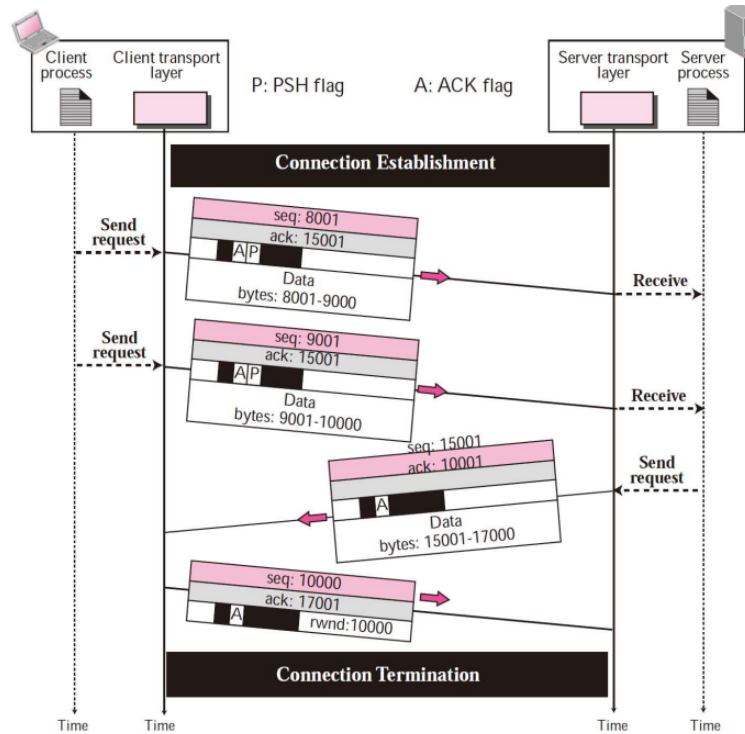 Client
process
Client transport
layer
P: PSH flag
A: ACK flag
Server transport
layer
Server
process
Connection Establishment
Send
request
seq: 8001
ack: 15001
A P
Data
bytes: 8001-9000
Receive
Send
request
seq: 9001
ack: 15001
A P
Data
bytes: 9001-10000
Receive
seq: 15001
ack: 10001
Send
request
A
Data
bytes: 15001-17000
seq: 10000
ack: 17001
A
rwnd:10000
Connection Termination
Time
Time
Time
Time